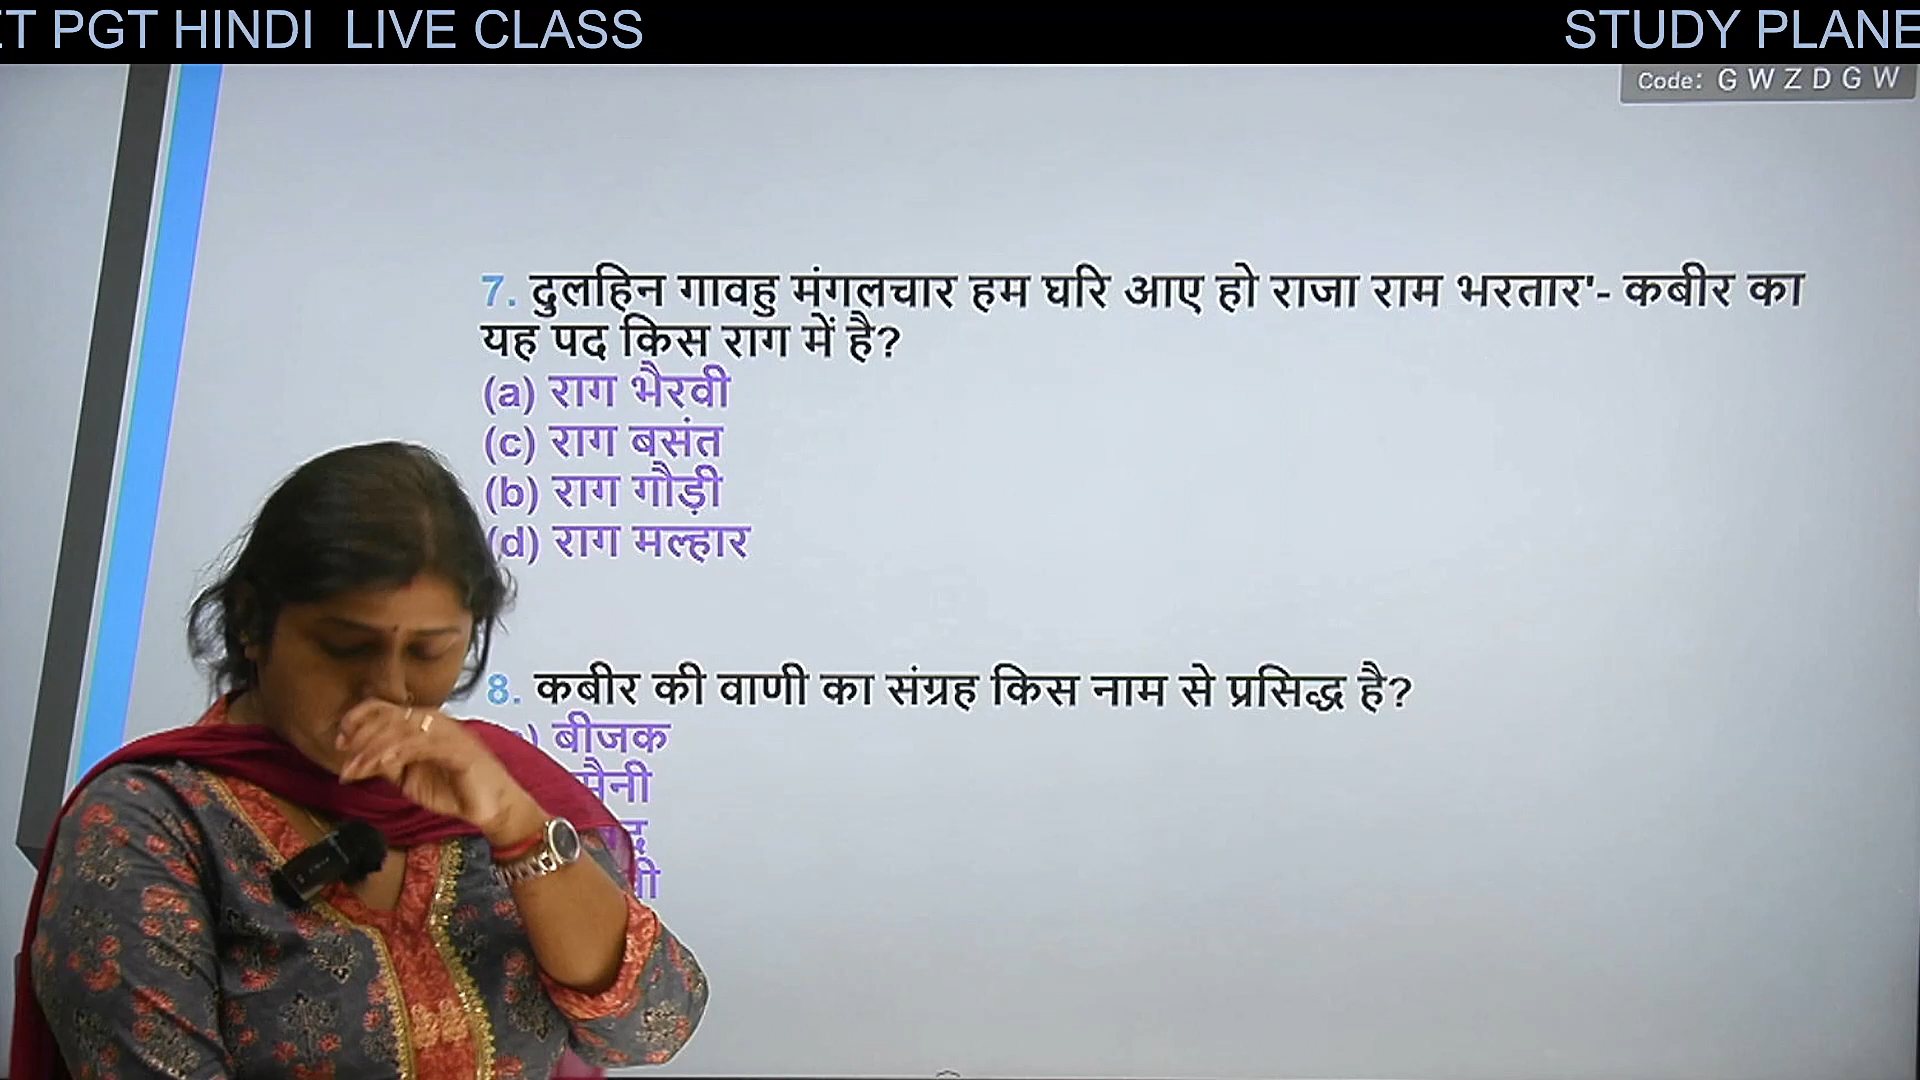 PGT HINDI LIVE CLASS
STUDY
Code: G W Z D G W
7. दुलहिन गावहु मंगलचार हम घरि आए हो राजा राम भरतार'- कबीर का
यह पद किस राग में है?
(a) राग भैरवी
(c) राग बसंत
(b) राग गौड़ी
(d) राग मल्हार
8. कबीर की वाणी का संग्रह किस नाम से प्रसिद्ध है?
बीजक